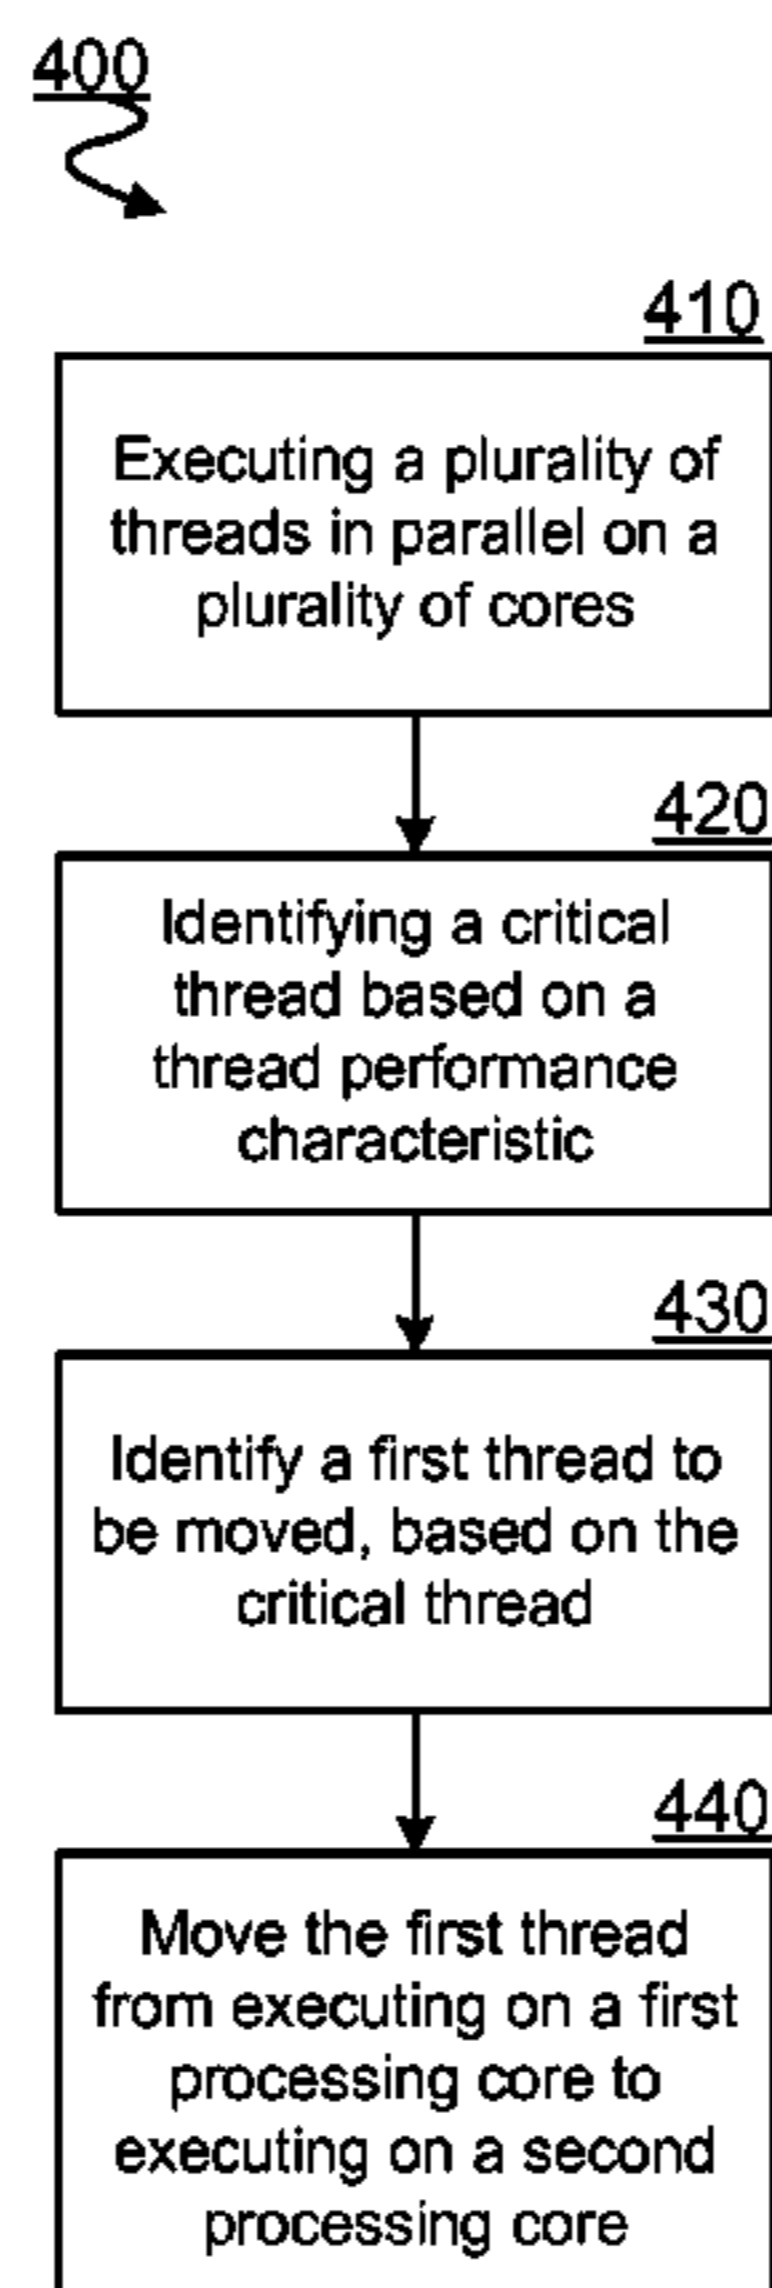 400
410
Executing a plurality of
threads in parallel on a
plurality of cores
420
Identifying a critical
thread based on a
thread performance
characteristic
430
Identify a first thread to
be moved, based on the
critical thread
440
Move the first thread
from executing on a first
processing core to
executing on a second
processing core